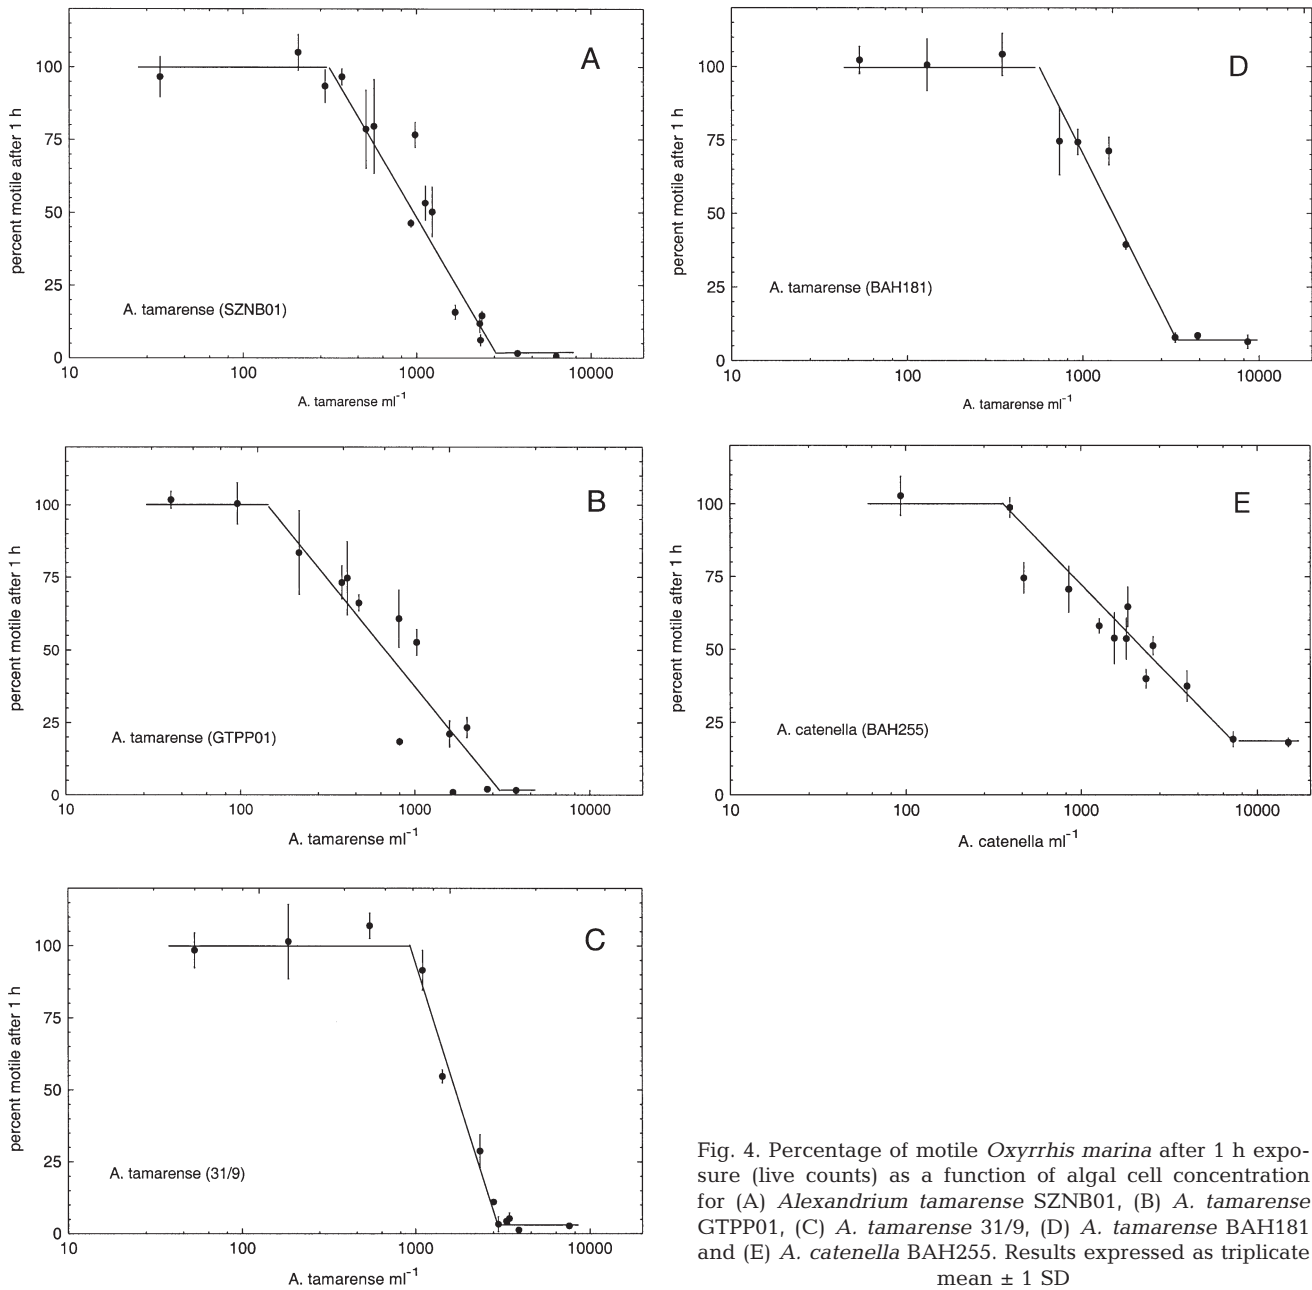 A
percent motile after 1 h
100
75
50
25
0
A. tamarense (SZNB01)
10 100 1000 10000
A. tamarense ml⁻¹
D
percent motile after 1 h
100
75
50
25
0
A. tamarense (BAH181)
10 100 1000 10000
A. tamarense ml⁻¹
B
percent motile after 1 h
100
75
50
25
0
A. tamarense (GTPP01)
10 100 1000 10000
A. tamarense ml⁻¹
E
percent motile after 1 h
100
75
50
25
0
A. catenella (BAH255)
10 100 1000 10000
A. catenella ml⁻¹
C
percent motile after 1 h
100
75
50
25
0
A. tamarense (31/9)
10 100 1000 10000
A. tamarense ml⁻¹
Fig. 4. Percentage of motile Oxyrrhis marina after 1 h expo-
sure (live counts) as a function of algal cell concentration
for (A) Alexandrium tamarense SZNB01, (B) A. tamarense
GTPP01, (C) A. tamarense 31/9, (D) A. tamarense BAH181
and (E) A. catenella BAH255. Results expressed as triplicate
mean ± 1 SD